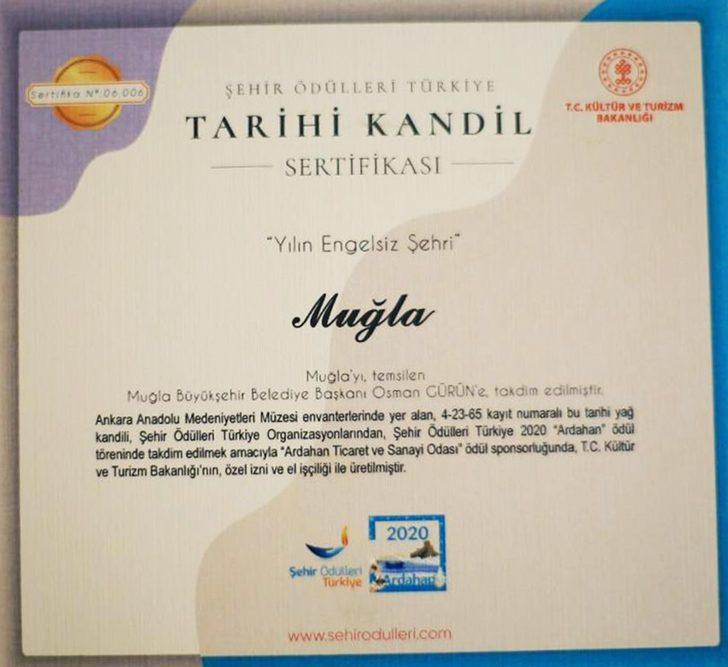 Sertifika Nº:06.006
ŞEHİR ÖDÜLLERİ TÜRKİYE
TARİHİ KANDİL
SERTİFİKASI
T.C. KÜLTÜR VE TURİZM
BAKANLIĞI
"Yılın Engelsiz Şehri"
Muğla
Muğla'yı, temsilen
Muğla Büyükşehir Belediye Başkanı Osman GÜRÜN'e, takdim edilmiştir.
Ankara Anadolu Medeniyetleri Müzesi envanterlerinde yer alan, 4-23-65 kayıt numaralı bu tarihi yağ
kandili, Şehir Ödülleri Türkiye Organizasyonlarından, Şehir Ödülleri Türkiye 2020 "Ardahan" ödül
töreninde takdim edilmek amacıyla "Ardahan Ticaret ve Sanayi Odası" ödül sponsorluğunda, T.C. Kültür
ve Turizm Bakanlığı'nın, özel izni ve el işçiliği ile üretilmiştir.
Şehir Ödülleri
Türkiye
2020
Ardahan
www.sehirodulleri.com